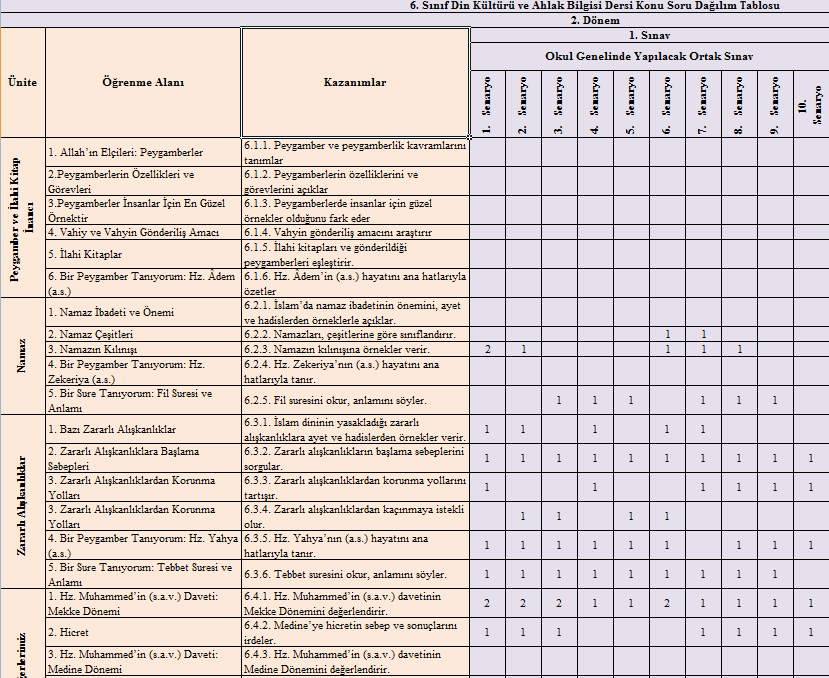 6. Sınıf Din Kültürü ve Ahlak Bilgisi Dersi Konu Soru Dağılım Tablosu
2. Dönem
1. Sınav
Okul Genelinde Yapılacak Ortak Sınav
Ünite Öğrenme Alanı Kazanımlar
1. Senaryo 2. Senaryo 3. Senaryo 4. Senaryo 5. Senaryo 6. Senaryo 7. Senaryo 8. Senaryo 9. Senaryo 10. Senaryo
Peygamber ve İlahi Kitap
İnancı
1. Allah'ın Elçileri: Peygamberler
6.1.1. Peygamber ve peygamberlik kavramlarını
tanımlar
2.Peygamberlerin Özellikleri ve
Görevleri
6.1.2. Peygamberlerin özelliklerini ve
görevlerini açıklar
3.Peygamberler İnsanlar İçin En Güzel
Örnektir
6.1.3. Peygamberlerde insanlar için güzel
örnekler olduğunu fark eder
4. Vahiy ve Vahyin Gönderiliş Amacı
6.1.4. Vahyin gönderiliş amacını araştırır
5. İlahi Kitaplar
6.1.5. İlahi kitapları ve gönderildiği
peygamberleri eşleştirir.
6. Bir Peygamber Tanıyorum: Hz. Âdem
(a.s.)
6.1.6. Hz. Âdem'in (a.s.) hayatını ana hatlarıyla
özetler
Namaz
1. Namaz İbadeti ve Önemi
6.2.1. İslam'da namaz ibadetinin önemini, ayet
ve hadislerden örneklerle açıklar.
2. Namaz Çeşitleri
6.2.2. Namazları, çeşitlerine göre sınıflandırır.
1 1
3. Namazın Kılınışı
6.2.3. Namazın kılınışına örnekler verir.
2 1 1 1 1
4. Bir Peygamber Tanıyorum: Hz.
Zekeriya (a.s.)
6.2.4. Hz. Zekeriya'nın (a.s.) hayatını ana
hatlarıyla tanır.
5. Bir Sure Tanıyorum: Fil Suresi ve
Anlamı
6.2.5. Fil suresini okur, anlamını söyler.
1 1 1 1 1 1
Zararlı Alışkanlıklar
1. Bazı Zararlı Alışkanlıklar
6.3.1. İslam dininin yasakladığı zararlı
alışkanlıklara ayet ve hadislerden örnekler verir.
1 1 1 1 1
2. Zararlı Alışkanlıklara Başlama
Sebepleri
6.3.2. Zararlı alışkanlıkların başlama sebeplerini
sorgular.
1 1 1 1 1 1 1 1 1 1
3. Zararlı Alışkanlıklardan Korunma
Yolları
6.3.3. Zararlı alışkanlıklardan korunma yollarını
tartışır.
1 1 1 1 1 1
3. Zararlı Alışkanlıklardan Korunma
Yolları
6.3.4. Zararlı alışkanlıklardan kaçınmaya istekli
olur.
1 1 1 1
4. Bir Peygamber Tanıyorum: Hz. Yahya
(a.s.)
6.3.5. Hz. Yahya'nın (a.s.) hayatını ana
hatlarıyla tanır.
1 1 1 1 1 1 1 1 1
5. Bir Sure Tanıyorum: Tebbet Suresi ve
Anlamı
6.3.6. Tebbet suresini okur, anlamını söyler.
1 1 1 1 1 1 1 1 1
erlerimiz
1. Hz. Muhammed'in (s.a.v.) Daveti:
Mekke Dönemi
6.4.1. Hz. Muhammed'in (s.a.v.) davetinin
Mekke Dönemini değerlendirir.
2 2 2 1 1 2 1 1 1 1
2. Hicret
6.4.2. Medine'ye hicretin sebep ve sonuçlarını
irdeler.
1 1 1 1 1 1 1
3. Hz. Muhammed'in (s.a.v.) Daveti:
Medine Dönemi
6.4.3. Hz. Muhammed'in (s.a.v.) davetinin
Medine Dönemini değerlendirir.